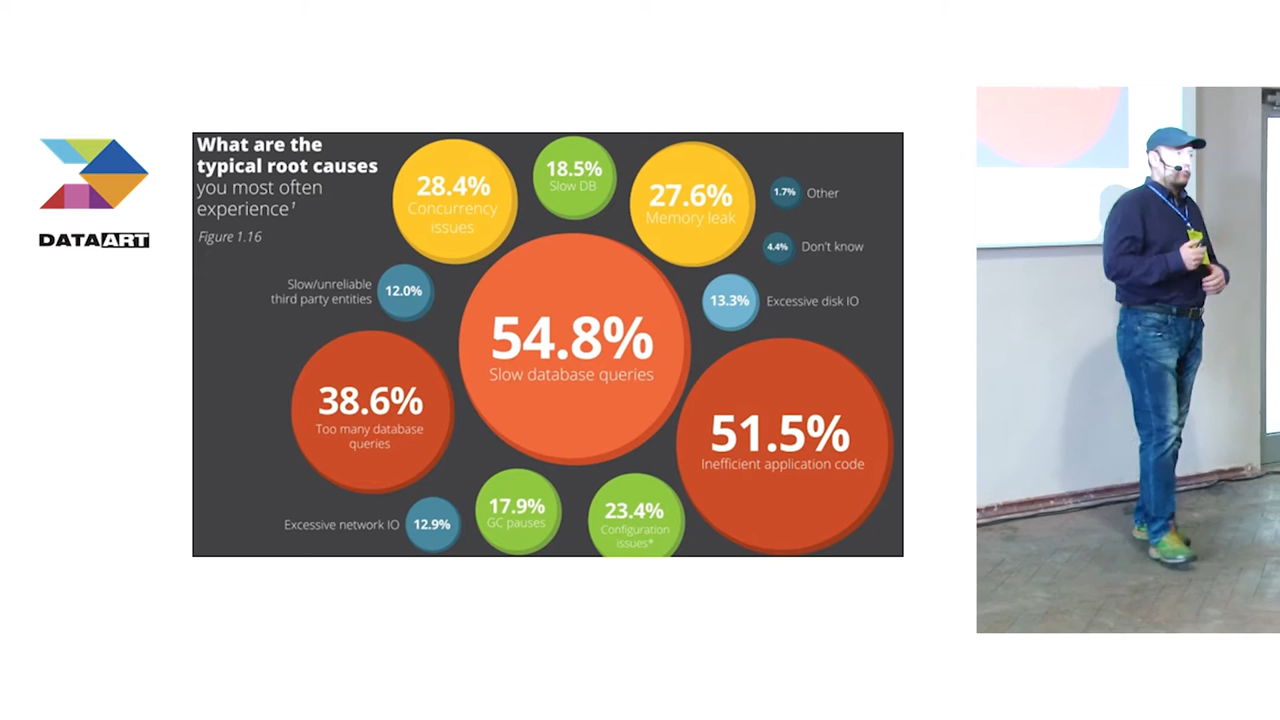 DATAART
What are the
typical root causes
you most often
experience¹
Figure 1.16
28.4%
Concurrency
issues
18.5%
Slow DB
27.6%
Memory leak
1.7%
Other
4.4%
Don't know
Slow/unreliable
third party entities
12.0%
13.3%
Excessive disk IO
54.8%
Slow database queries
38.6%
Too many database
queries
51.5%
Inefficient application code
Excessive network IO
12.9%
17.9%
GC pauses
23.4%
Configuration
issues*